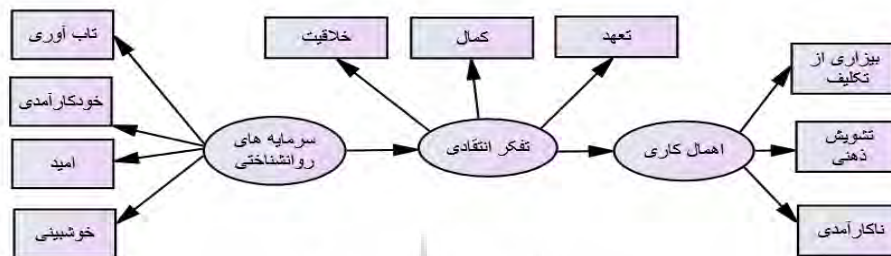 تاب آوری
خودکارآمدی
امید
خوشبینی
سرمایه های
روانشناختی
خلاقیت
کمال
تعهد
تفکر انتقادی
اهمال کاری
بیزاری از
تکلیف
تشویش
ذهنی
ناکارآمدی